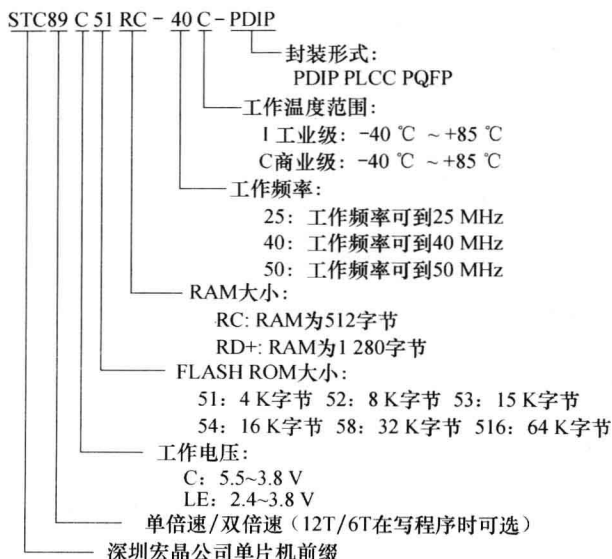 STC89 C 51 RC - 40 C - PDIP
封装形式：
PDIP PLCC PQFP
工作温度范围：
I 工业级：-40 ℃ ~+85 ℃
C商业级：-40 ℃ ~+85 ℃
工作频率：
25：工作频率可到25 MHz
40：工作频率可到40 MHz
50：工作频率可到50 MHz
RAM大小：
RC: RAM为512字节
RD+: RAM为1 280字节
FLASH ROM大小：
51：4 K字节 52：8 K字节 53：15 K字节
54：16 K字节 58：32 K字节 516：64 K字节
工作电压：
C：5.5~3.8 V
LE：2.4~3.8 V
单倍速/双倍速（12T/6T在写程序时可选）
深圳宏晶公司单片机前缀